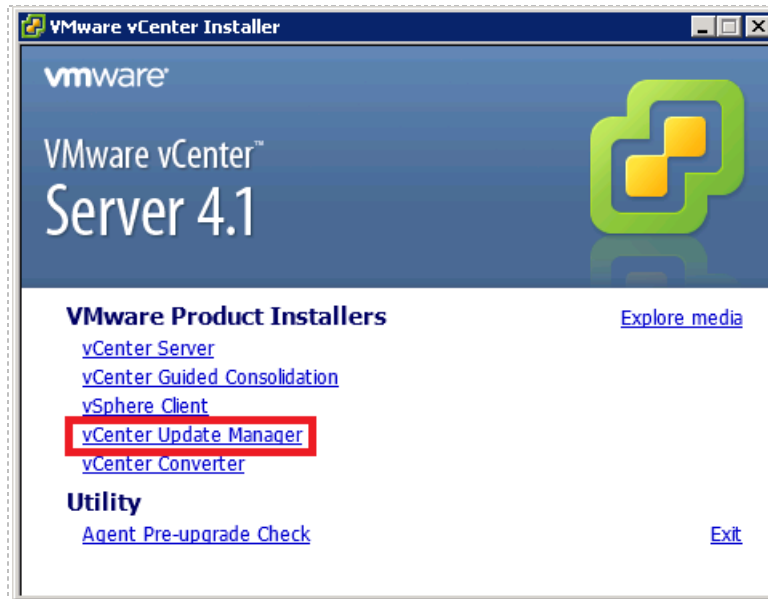 VMware vCenter Installer
vmware®
VMware vCenter™
Server 4.1
VMware Product Installers
Explore media
vCenter Server
vCenter Guided Consolidation
vSphere Client
vCenter Update Manager
vCenter Converter
Utility
Agent Pre-upgrade Check
Exit